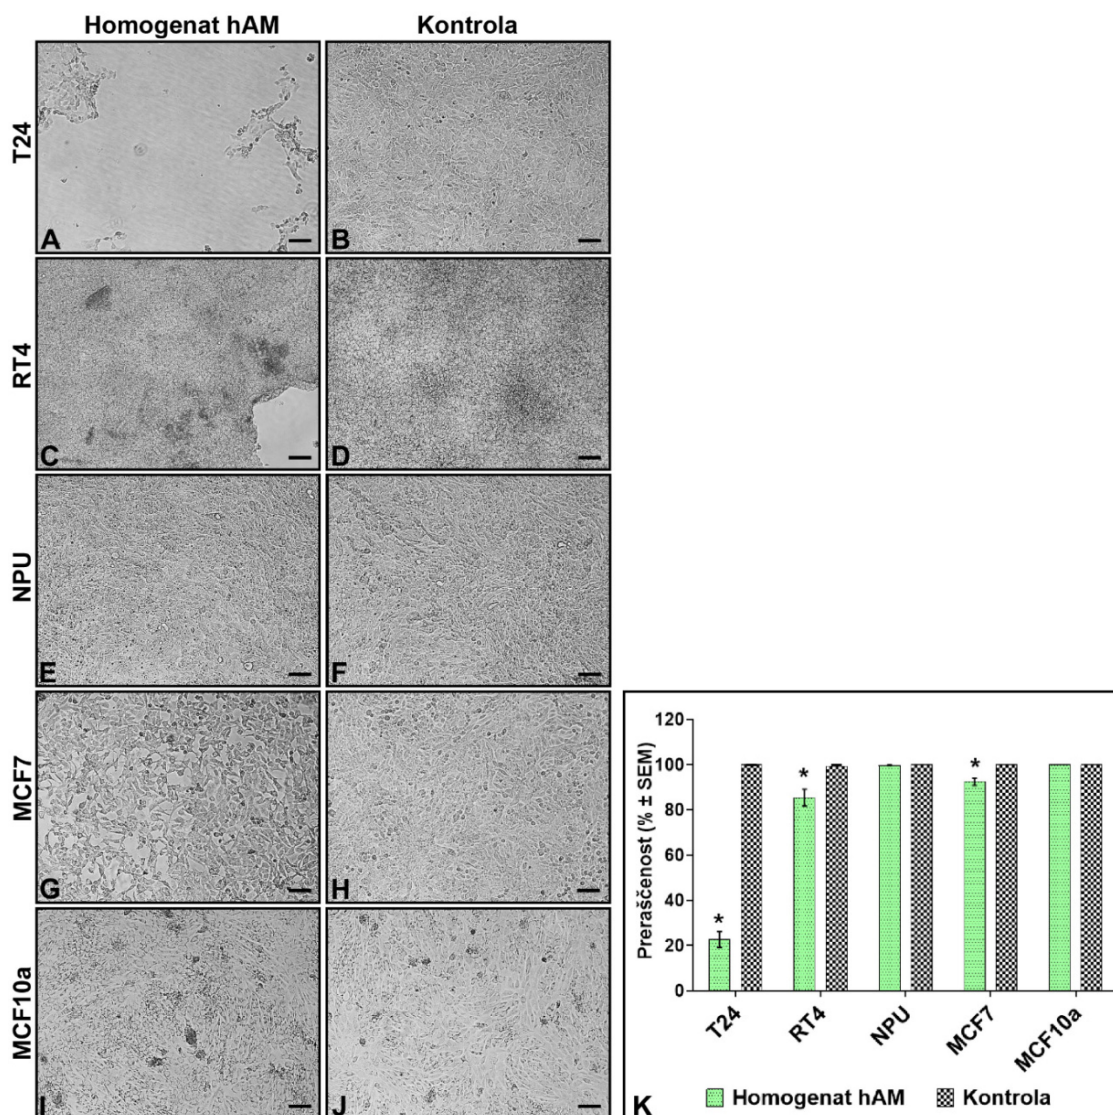 Homogenat hAM
Kontrola
T24
A
B
RT4
C
D
NPU
E
F
MCF7
G
H
MCF10a
I
J
Preraščenost (% ± SEM)
120
100
80
60
40
20
0
*
*
*
T24
RT4
NPU
MCF7
MCF10a
K
Homogenat hAM
Kontrola